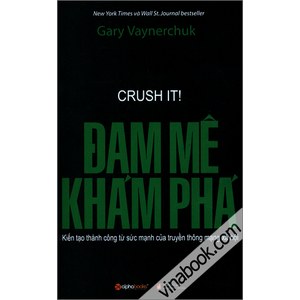 New York Times và Wall St. Journal bestseller
Gary Vaynerchuk
CRUSH IT!
ĐAM MÊ
KHÁM PHÁ
Kiến tạo thành công từ sức mạnh của truyền thông
alphabooks
vinabook.com